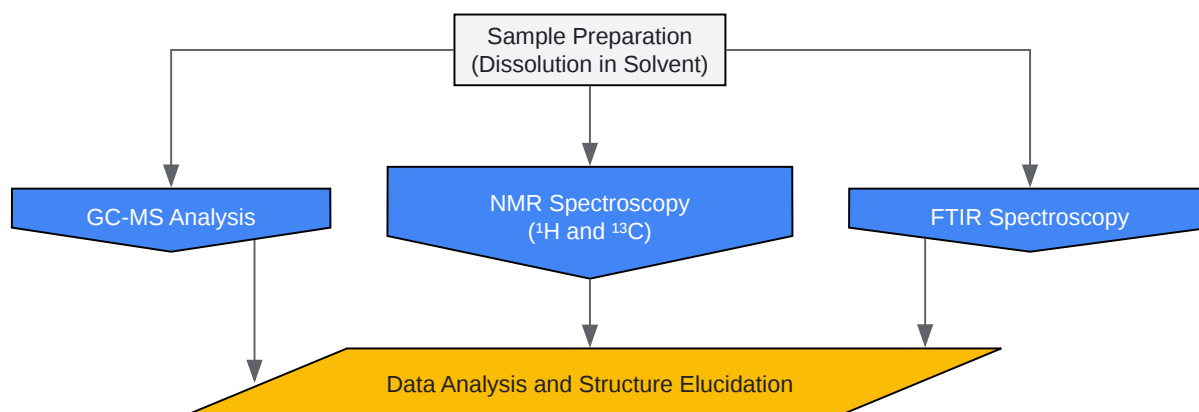 Sample Preparation
(Dissolution in Solvent)
GC-MS Analysis
NMR Spectroscopy
(¹H and ¹³C)
FTIR Spectroscopy
Data Analysis and Structure Elucidation